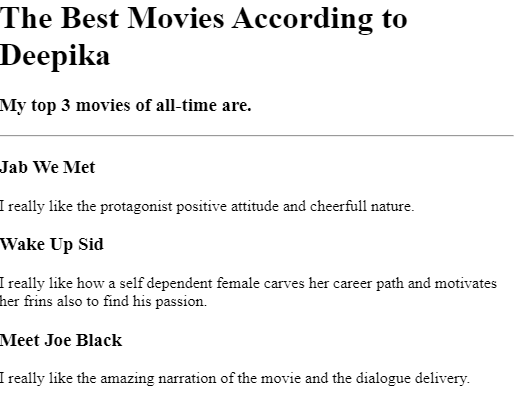 The Best Movies According to
Deepika
My top 3 movies of all-time are.
Jab We Met
I really like the protagonist positive attitude and cheerfull nature.
Wake Up Sid
I really like how a self dependent female carves her career path and motivates
her frins also to find his passion.
Meet Joe Black
I really like the amazing narration of the movie and the dialogue delivery.